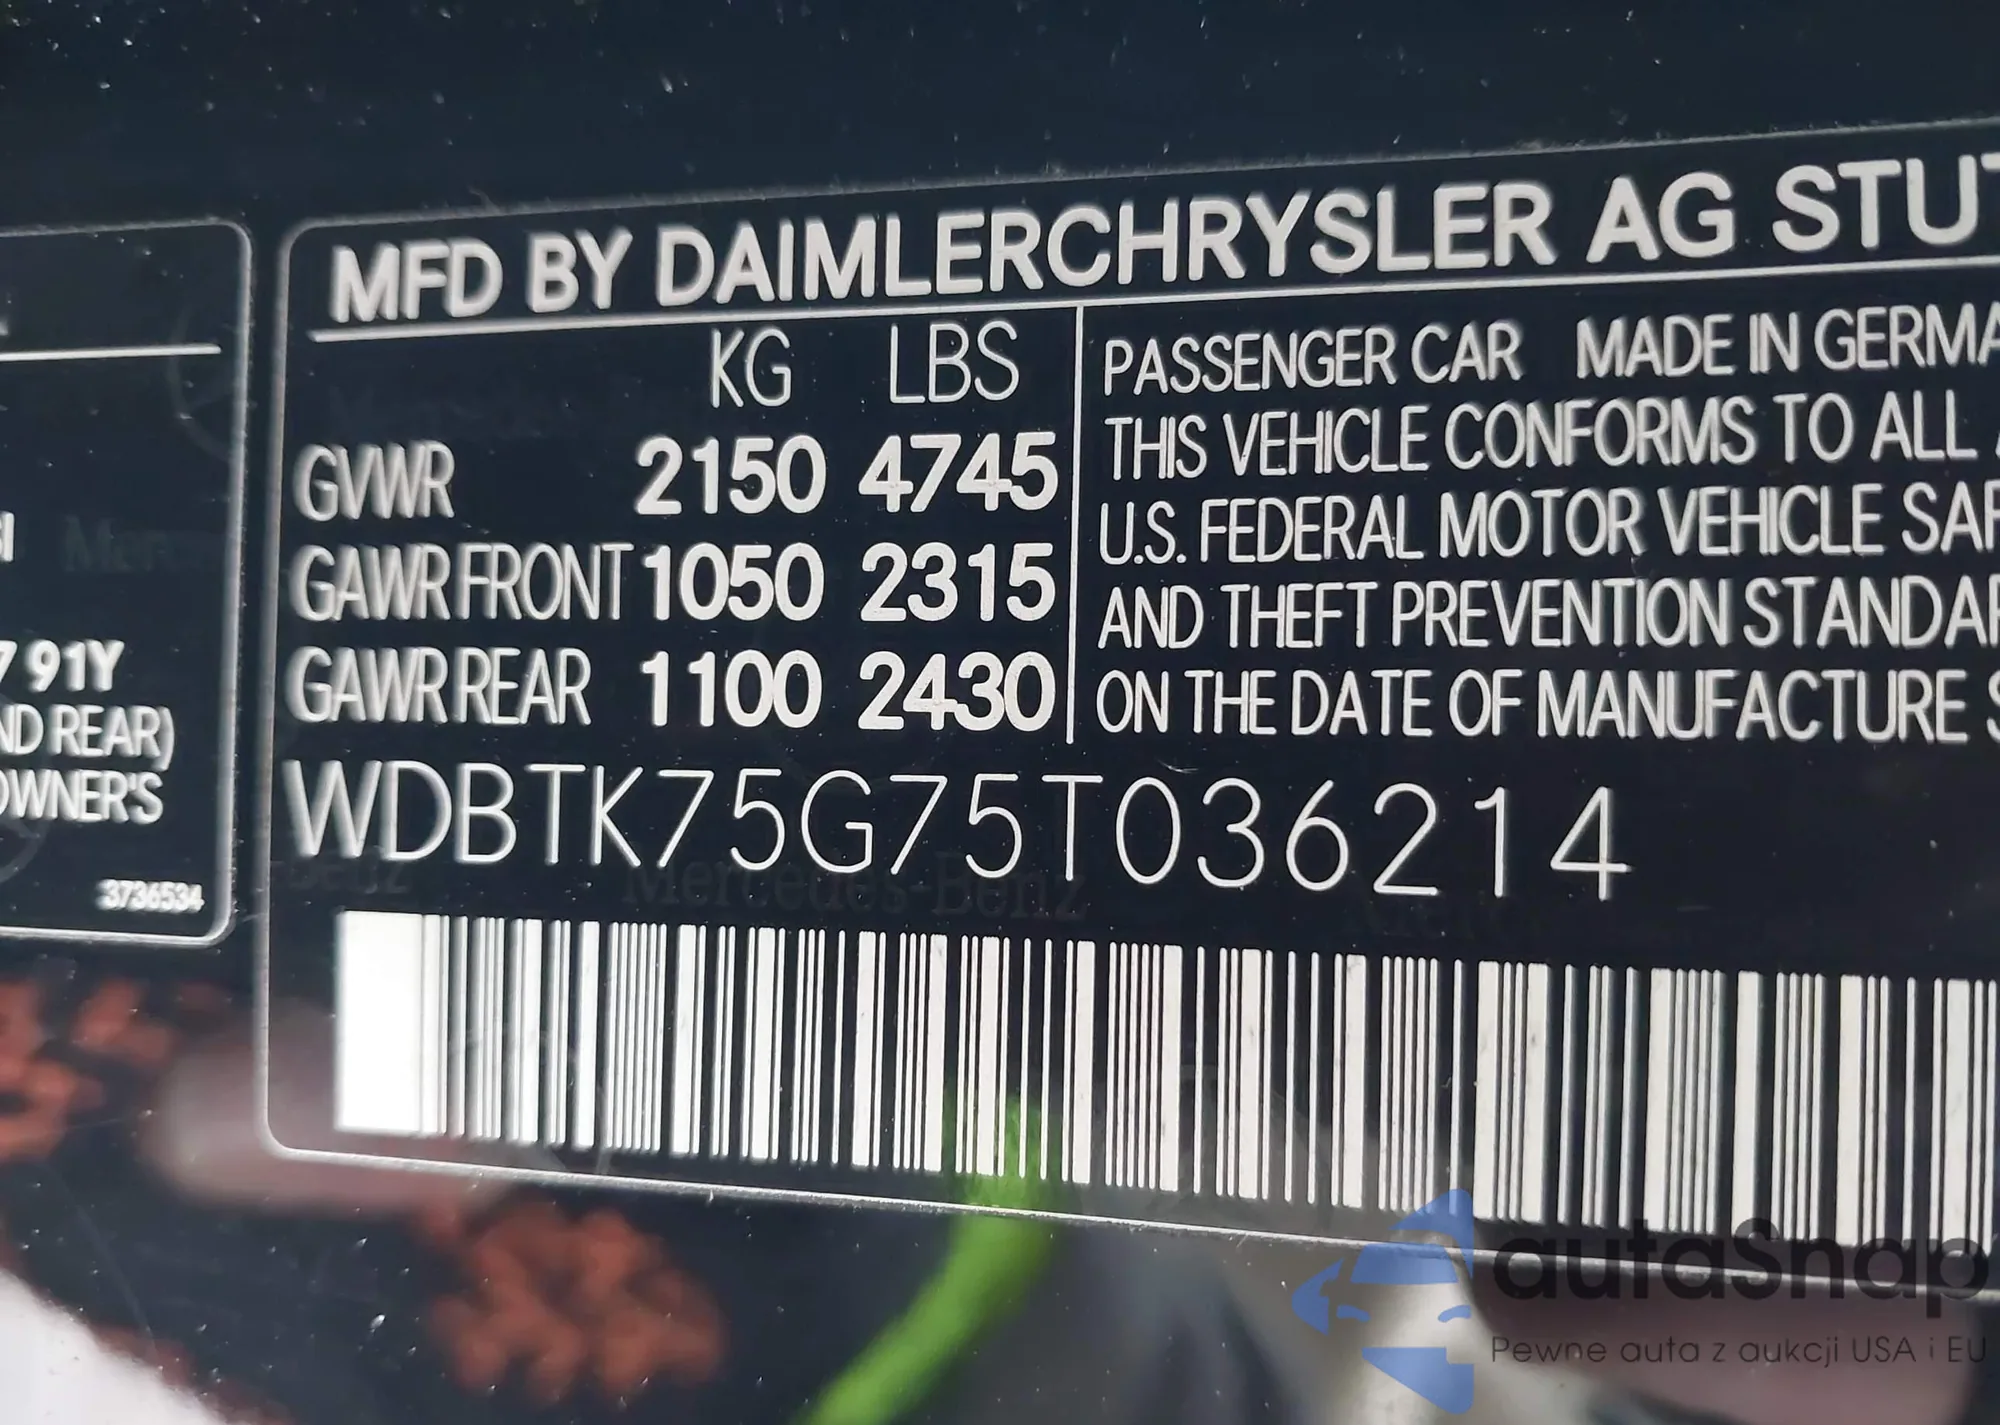 MFD BY DAIMLERCHRYSLER AG STUT
KG LBS
GVWR 2150 4745
GAWR FRONT 1050 2315
GAWR REAR 1100 2430
PASSENGER CAR MADE IN GERMA
THIS VEHICLE CONFORMS TO ALL A
U.S. FEDERAL MOTOR VEHICLE SAF
AND THEFT PREVENTION STANDAR
ON THE DATE OF MANUFACTURE S
WDBTK75G75T036214
7 91Y
ND REAR)
OWNER'S
3736534
Mercedes-Benz
autaSnap
Pewne auta z aukcji USA i EU